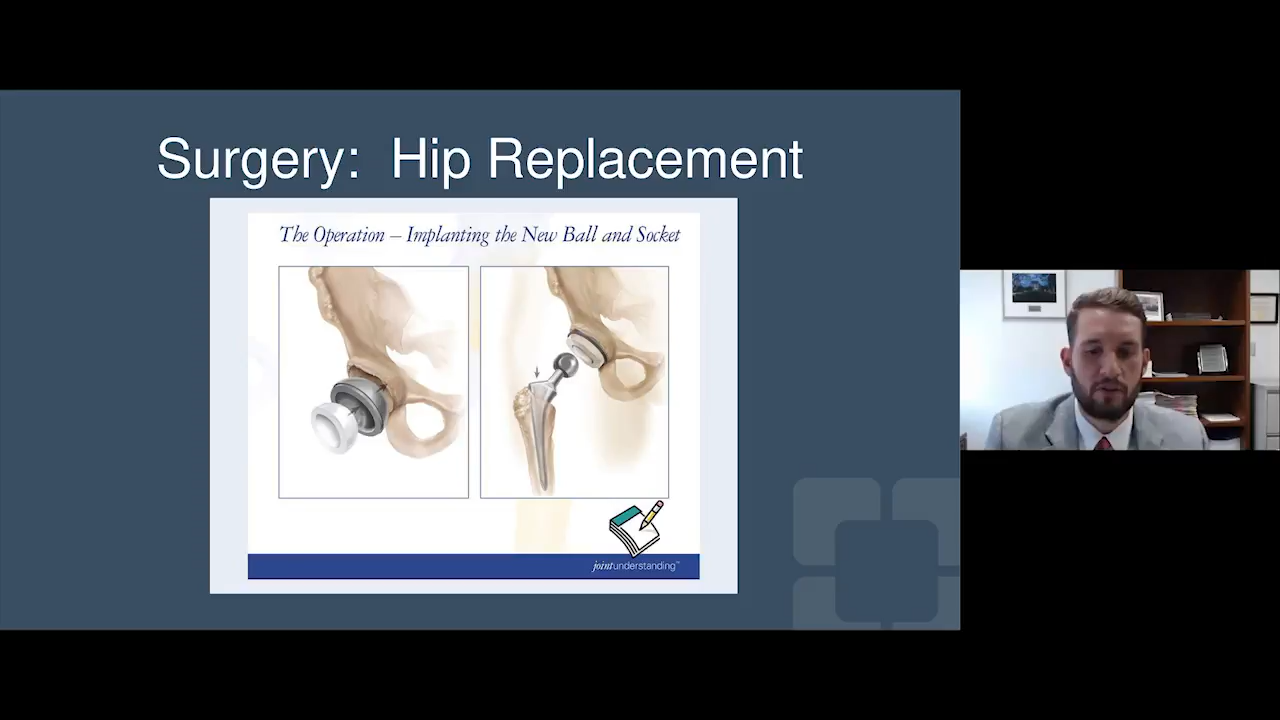 Surgery: Hip Replacement
The Operation – Implanting the New Ball and Socket
jointunderstanding™